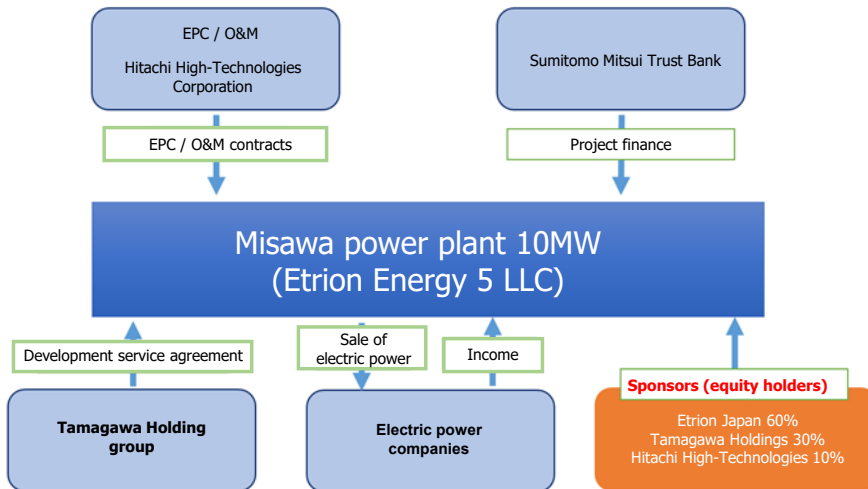 EPC / O&M
Hitachi High-Technologies
Corporation
Sumitomo Mitsui Trust Bank
EPC / O&M contracts
Project finance
Misawa power plant 10MW
(Etrion Energy 5 LLC)
Development service agreement
Sale of
electric power
Income
Sponsors (equity holders)
Tamagawa Holding
group
Electric power
companies
Etrion Japan 60%
Tamagawa Holdings 30%
Hitachi High-Technologies 10%